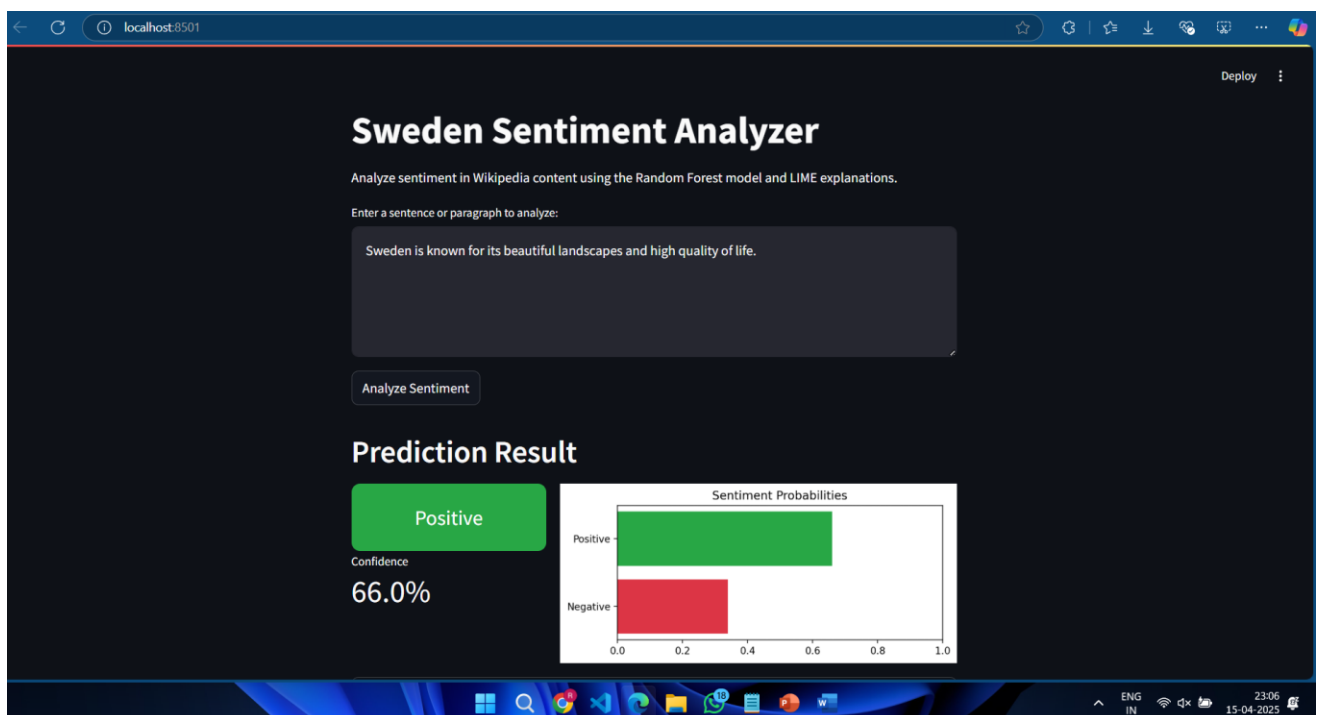 localhost:8501
Deploy
Sweden Sentiment Analyzer
Analyze sentiment in Wikipedia content using the Random Forest model and LIME explanations.
Enter a sentence or paragraph to analyze:
Sweden is known for its beautiful landscapes and high quality of life.
Analyze Sentiment
Prediction Result
Positive
Confidence
66.0%
Sentiment Probabilities
Positive
Negative
0.0 0.2 0.4 0.6 0.8 1.0
18
ENG
IN
23:06
15-04-2025